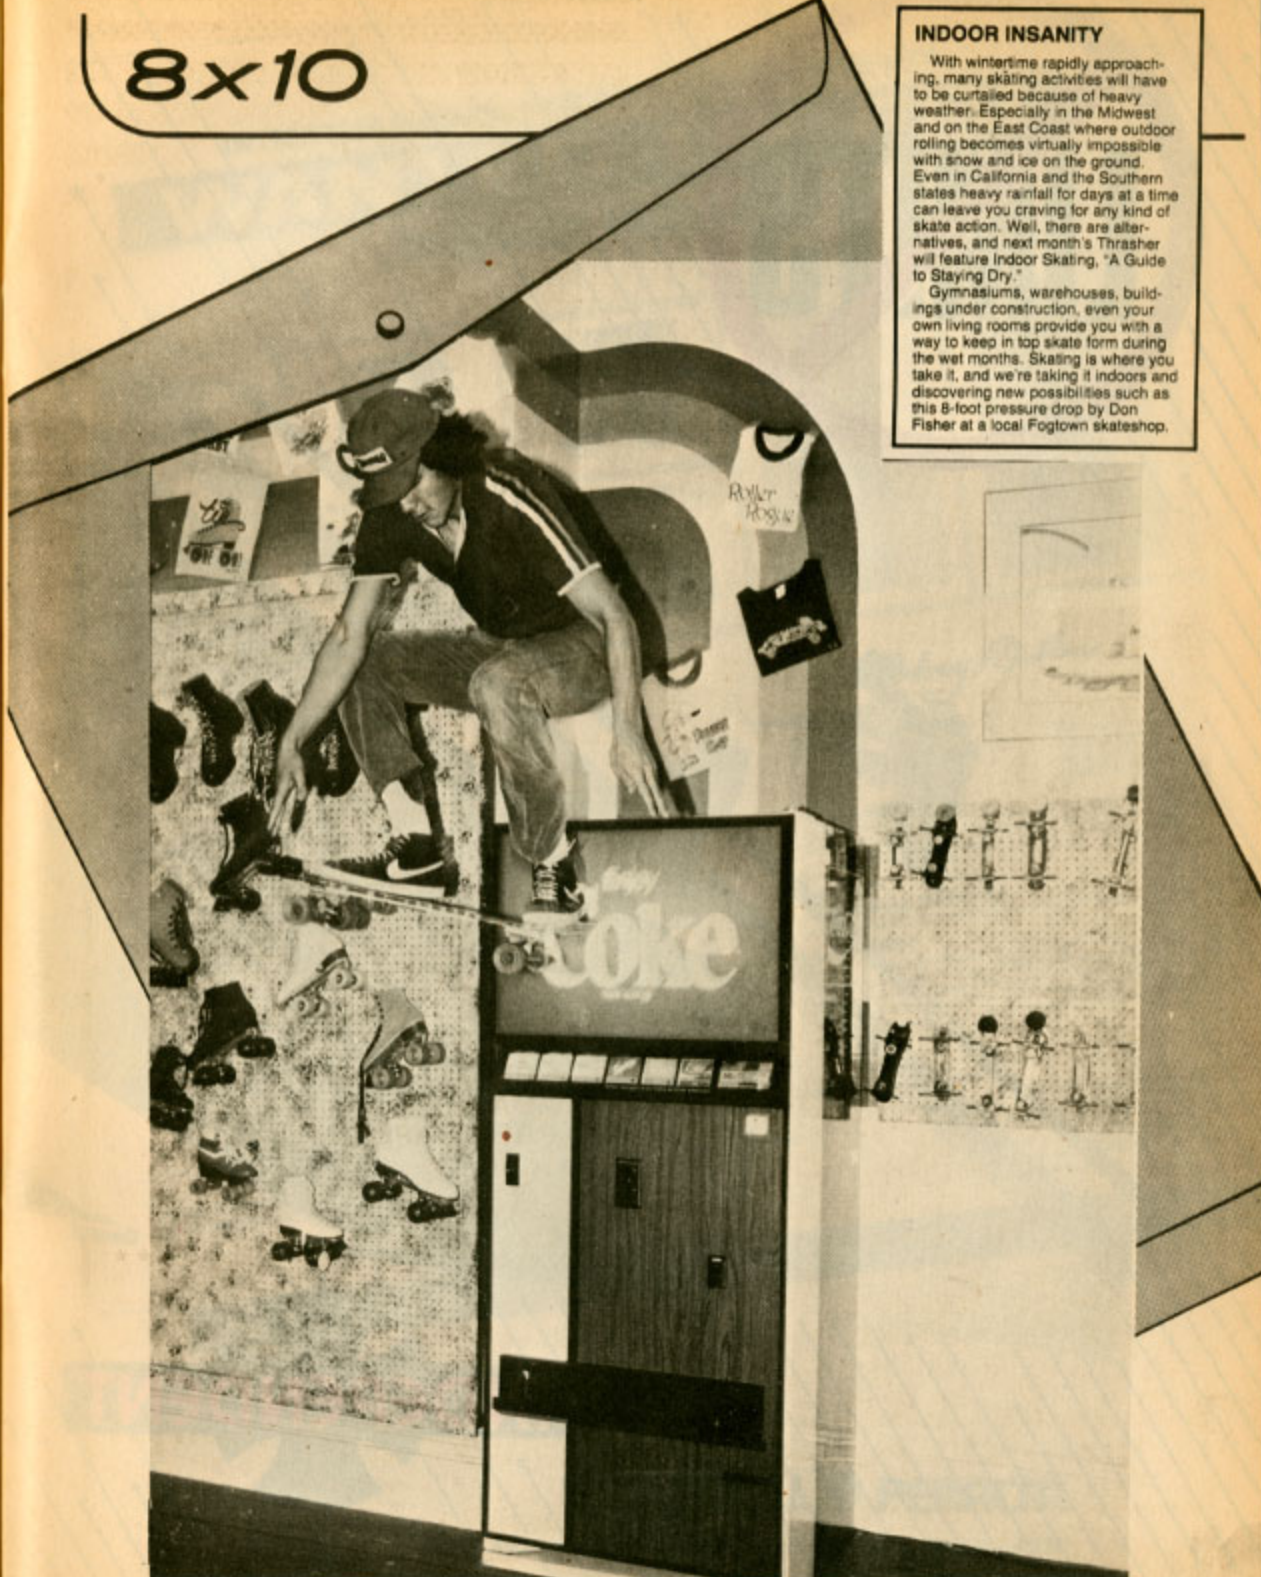 8x10
INDOOR INSANITY
With wintertime rapidly approach-
ing, many skating activities will have
to be curtailed because of heavy
weather. Especially in the Midwest
and on the East Coast where outdoor
rolling becomes virtually impossible
with snow and ice on the ground.
Even in California and the Southern
states heavy rainfall for days at a time
can leave you craving for any kind of
skate action. Well, there are alter-
natives, and next month's Thrasher
will feature Indoor Skating, "A Guide
to Staying Dry."
Gymnasiums, warehouses, build-
ings under construction, even your
own living rooms provide you with a
way to keep in top skate form during
the wet months. Skating is where you
take it, and we're taking it indoors and
discovering new possibilities such as
this 8-foot pressure drop by Don
Fisher at a local Fogtown skateshop.
Roller
Rogue
Coke